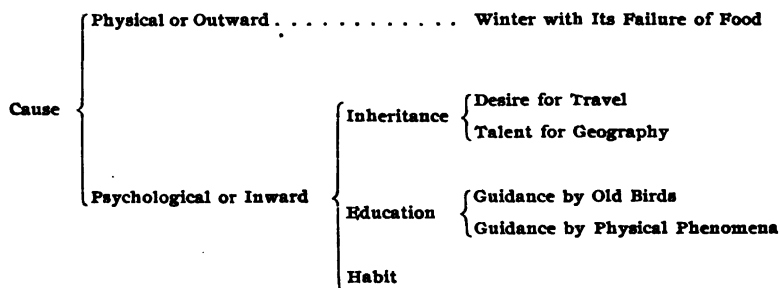 Physical or Outward . . . . . . . . . . . . Winter with Its Failure of Food
Cause
Inheritance
Desire for Travel
Talent for Geography
Psychological or Inward
Education
Guidance by Old Birds
Guidance by Physical Phenomena
Habit